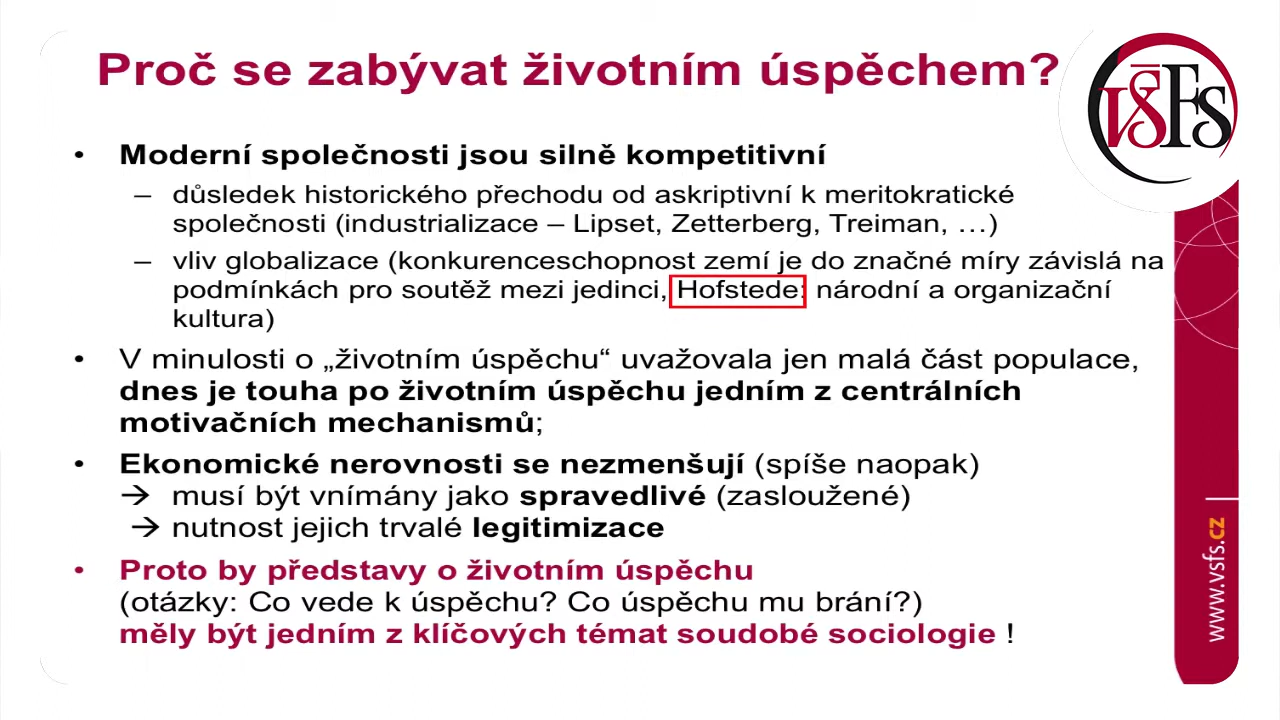 Proč se zabývat životním úspěchem?
VŠFS
• Moderní společnosti jsou silně kompetitivní
– důsledek historického přechodu od askriptivní k meritokratické
společnosti (industrializace – Lipset, Zetterberg, Treiman, …)
– vliv globalizace (konkurenceschopnost zemí je do značné míry závislá na
podmínkách pro soutěž mezi jedinci, Hofstede: národní a organizační
kultura)
• V minulosti o „životním úspěchu“ uvažovala jen malá část populace,
dnes je touha po životním úspěchu jedním z centrálních
motivačních mechanismů;
• Ekonomické nerovnosti se nezmenšují (spíše naopak)
→ musí být vnímány jako spravedlivé (zasloužené)
→ nutnost jejich trvalé legitimizace
• Proto by představy o životním úspěchu
(otázky: Co vede k úspěchu? Co úspěchu mu brání?)
měly být jedním z klíčových témat soudobé sociologie !
www.vsfs.cz